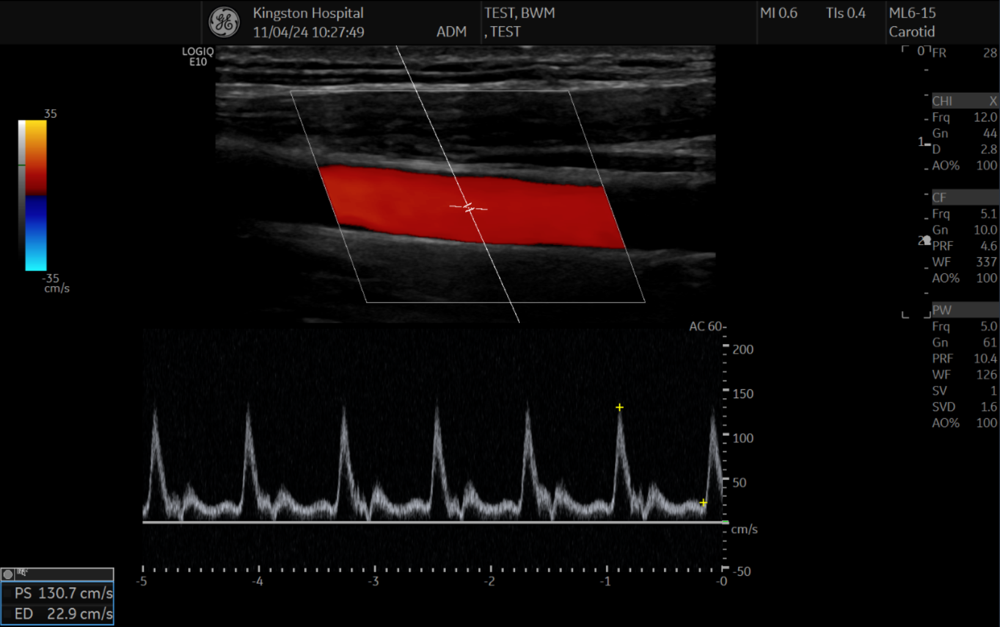 Kingston Hospital
11/04/24 10:27:49
ADM
TEST, BWM
, TEST
MI 0.6
TIs 0.4
ML6-15
Carotid
LOGIQ
E10
35
-35
cm/s
0
1
2
FR 28
CHI X
Frq 12.0
Gn 44
D 2.8
AO% 100
CF
Frq 5.1
Gn 10.0
PRF 4.6
WF 337
AO% 100
PW
Frq 5.0
Gn 61
PRF 10.4
WF 126
SV 1
SVD 1.6
AO% 100
AC 60
200
150
100
50
cm/s
-50
-5 -4 -3 -2 -1 -0
PS 130.7 cm/s
ED 22.9 cm/s